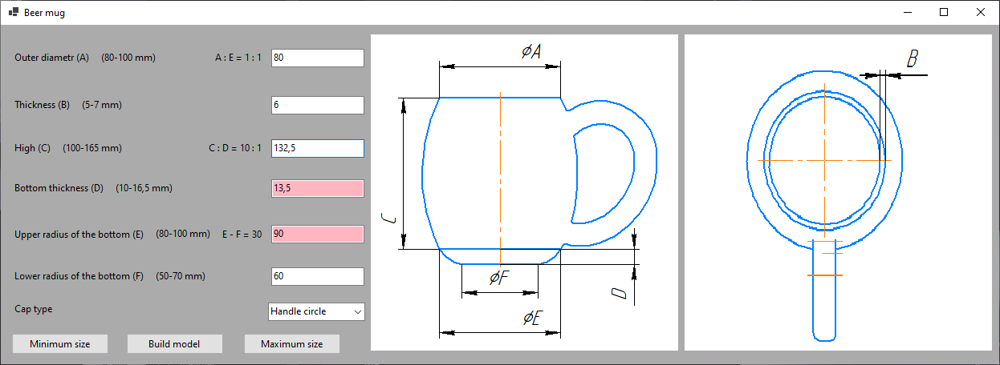 Beer mug
Outer diametr (A) (80-100 mm) A : E = 1 : 1 80
Thickness (B) (5-7 mm) 6
High (C) (100-165 mm) C : D = 10 : 1 132,5
Bottom thickness (D) (10-16,5 mm) 13,5
Upper radius of the bottom (E) (80-100 mm) E - F = 30 90
Lower radius of the bottom (F) (50-70 mm) 60
Cap type Handle circle
Minimum size Build model Maximum size
⌀A
C
⌀F
D
⌀E
B